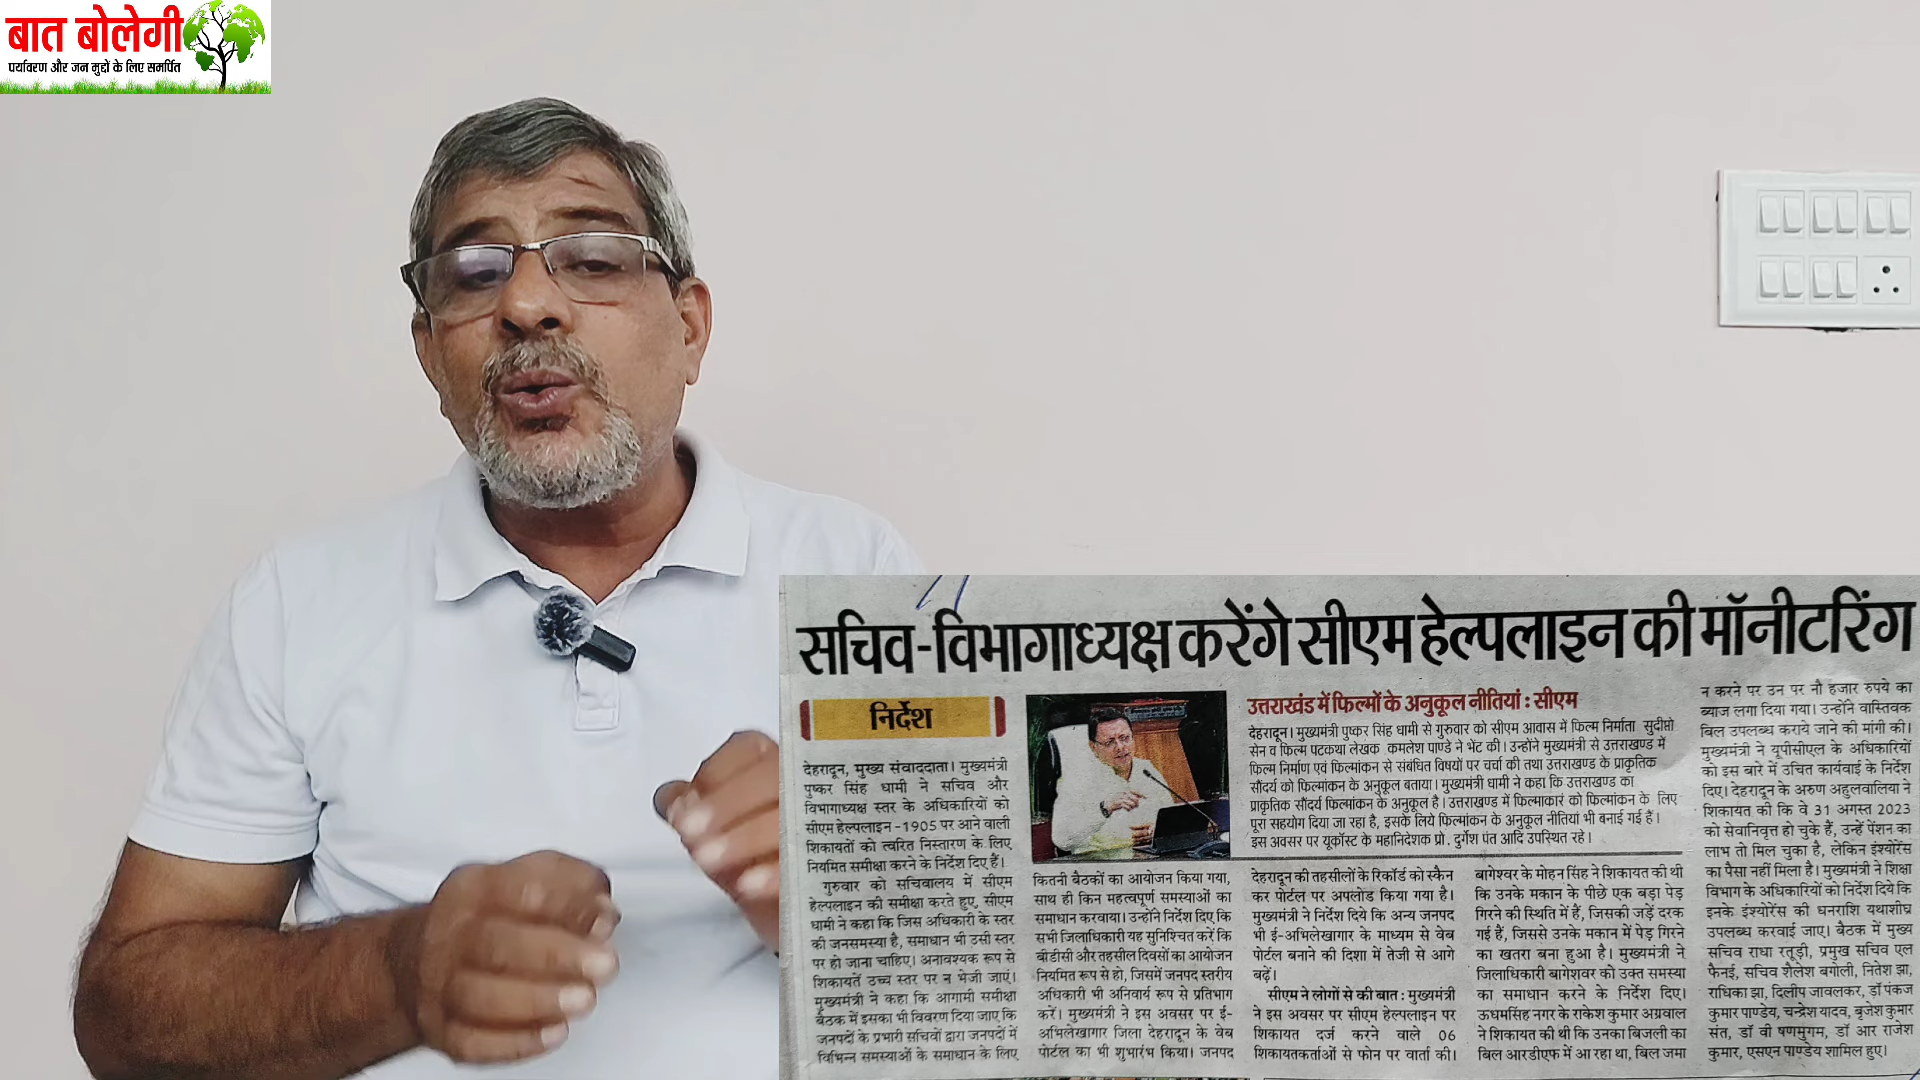 बात बोलेगी
पर्यावरण और जन मुद्दों के लिए समर्पित
सचिव-विभागाध्यक्ष करेंगे सीएम हेल्पलाइन की मॉनीटरिंग
निर्देश
देहरादून, मुख्य संवाददाता। मुख्यमंत्री
पुष्कर सिंह धामी ने सचिव और
विभागाध्यक्ष स्तर के अधिकारियों को
सीएम हेल्पलाइन -1905 पर आने वाली
शिकायतों को त्वरित निस्तारण के लिए
नियमित समीक्षा करने के निर्देश दिए हैं।
गुरुवार को सचिवालय में सीएम
हेल्पलाइन की समीक्षा करते हुए, सीएम
धामी ने कहा कि जिस अधिकारी के स्तर
की जनसमस्या है, समाधान भी उसी स्तर
पर हो जाना चाहिए। अनावश्यक रूप से
शिकायतें उच्च स्तर पर न भेजी जाएं।
मुख्यमंत्री ने कहा कि आगामी समीक्षा
बैठक में इसका भी विवरण दिया जाए कि
जनपदों के प्रभारी सचिवों द्वारा जनपदों में
विभिन्न समस्याओं के समाधान के लिए
कितनी बैठकों का आयोजन किया गया,
साथ ही किन महत्वपूर्ण समस्याओं का
समाधान करवाया। उन्होंने निर्देश दिए कि
सभी जिलाधिकारी यह सुनिश्चित करें कि
बीडीसी और तहसील दिवसों का आयोजन
नियमित रूप से हो, जिसमें जनपद स्तरीय
अधिकारी भी अनिवार्य रूप से प्रतिभाग
करें। मुख्यमंत्री ने इस अवसर पर ई-
अभिलेखागार जिला देहरादून के वेब
पोर्टल का भी शुभारंभ किया। जनपद
उत्तराखंड में फिल्मों के अनुकूल नीतियां : सीएम
देहरादून। मुख्यमंत्री पुष्कर सिंह धामी से गुरुवार को सीएम आवास में फिल्म निर्माता सुदीप्तो
सेन व फिल्म पटकथा लेखक कमलेश पाण्डे ने भेंट की। उन्होंने मुख्यमंत्री से उत्तराखण्ड में
फिल्म निर्माण एवं फिल्मांकन से संबंधित विषयों पर चर्चा की तथा उत्तराखण्ड के प्राकृतिक
सौंदर्य को फिल्मांकन के अनुकूल बताया। मुख्यमंत्री धामी ने कहा कि उत्तराखण्ड का
प्राकृतिक सौंदर्य फिल्मांकन के अनुकूल है। उत्तराखण्ड में फिल्माकारं को फिल्मांकन के लिए
पूरा सहयोग दिया जा रहा है, इसके लिये फिल्मांकन के अनुकूल नीतियां भी बनाई गई हैं।
इस अवसर पर यूकॉस्ट के महानिदेशक प्रो. दुर्गेश पंत आदि उपस्थित रहे।
देहरादून की तहसीलों के रिकॉर्ड को स्कैन
कर पोर्टल पर अपलोड किया गया है।
मुख्यमंत्री ने निर्देश दिये कि अन्य जनपद
भी ई-अभिलेखागार के माध्यम से वेब
पोर्टल बनाने की दिशा में तेजी से आगे
बढ़ें।
सीएम ने लोगों से की बात : मुख्यमंत्री
ने इस अवसर पर सीएम हेल्पलाइन पर
शिकायत दर्ज करने वाले 06
शिकायतकर्ताओं से फोन पर वार्ता की।
बागेश्वर के मोहन सिंह ने शिकायत की थी
कि उनके मकान के पीछे एक बड़ा पेड़
गिरने की स्थिति में हैं, जिसकी जड़ें दरक
गई हैं, जिससे उनके मकान में पेड़ गिरने
का खतरा बना हुआ है। मुख्यमंत्री ने
जिलाधिकारी बागेश्वर को उक्त समस्या
का समाधान करने के निर्देश दिए।
ऊधमसिंह नगर के राकेश कुमार अग्रवाल
ने शिकायत की थी कि उनका बिजली का
बिल आरडीएफ में आ रहा था, बिल जमा
न करने पर उन पर नौ हजार रुपये का
ब्याज लगा दिया गया। उन्होंने वास्तिवक
बिल उपलब्ध कराये जाने की मांगी की।
मुख्यमंत्री ने यूपीसीएल के अधिकारियों
को इस बारे में उचित कार्यवाई के निर्देश
दिए। देहरादून के अरुण अहुलवालिया ने
शिकायत की कि वे 31 अगस्त 2023
को सेवानिवृत्त हो चुके हैं, उन्हें पेंशन का
लाभ तो मिल चुका है, लेकिन इंश्योरेंस
का पैसा नहीं मिला है। मुख्यमंत्री ने शिक्षा
विभाग के अधिकारियों को निर्देश दिये कि
इनके इंश्योरेंस की धनराशि यथाशीघ्र
उपलब्ध करवाई जाए। बैठक में मुख्य
सचिव राधा रतूड़ी, प्रमुख सचिव एल
फैनई, सचिव शैलेश बगोली, नितेश झा,
राधिका झा, दिलीप जावलकर, डॉ पंकज
कुमार पाण्डेय, चन्द्रेश यादव, बृजेश कुमार
संत, डॉ वी षणमुगम, डॉ आर राजेश
कुमार, एसएन पाण्डेय शामिल हुए।